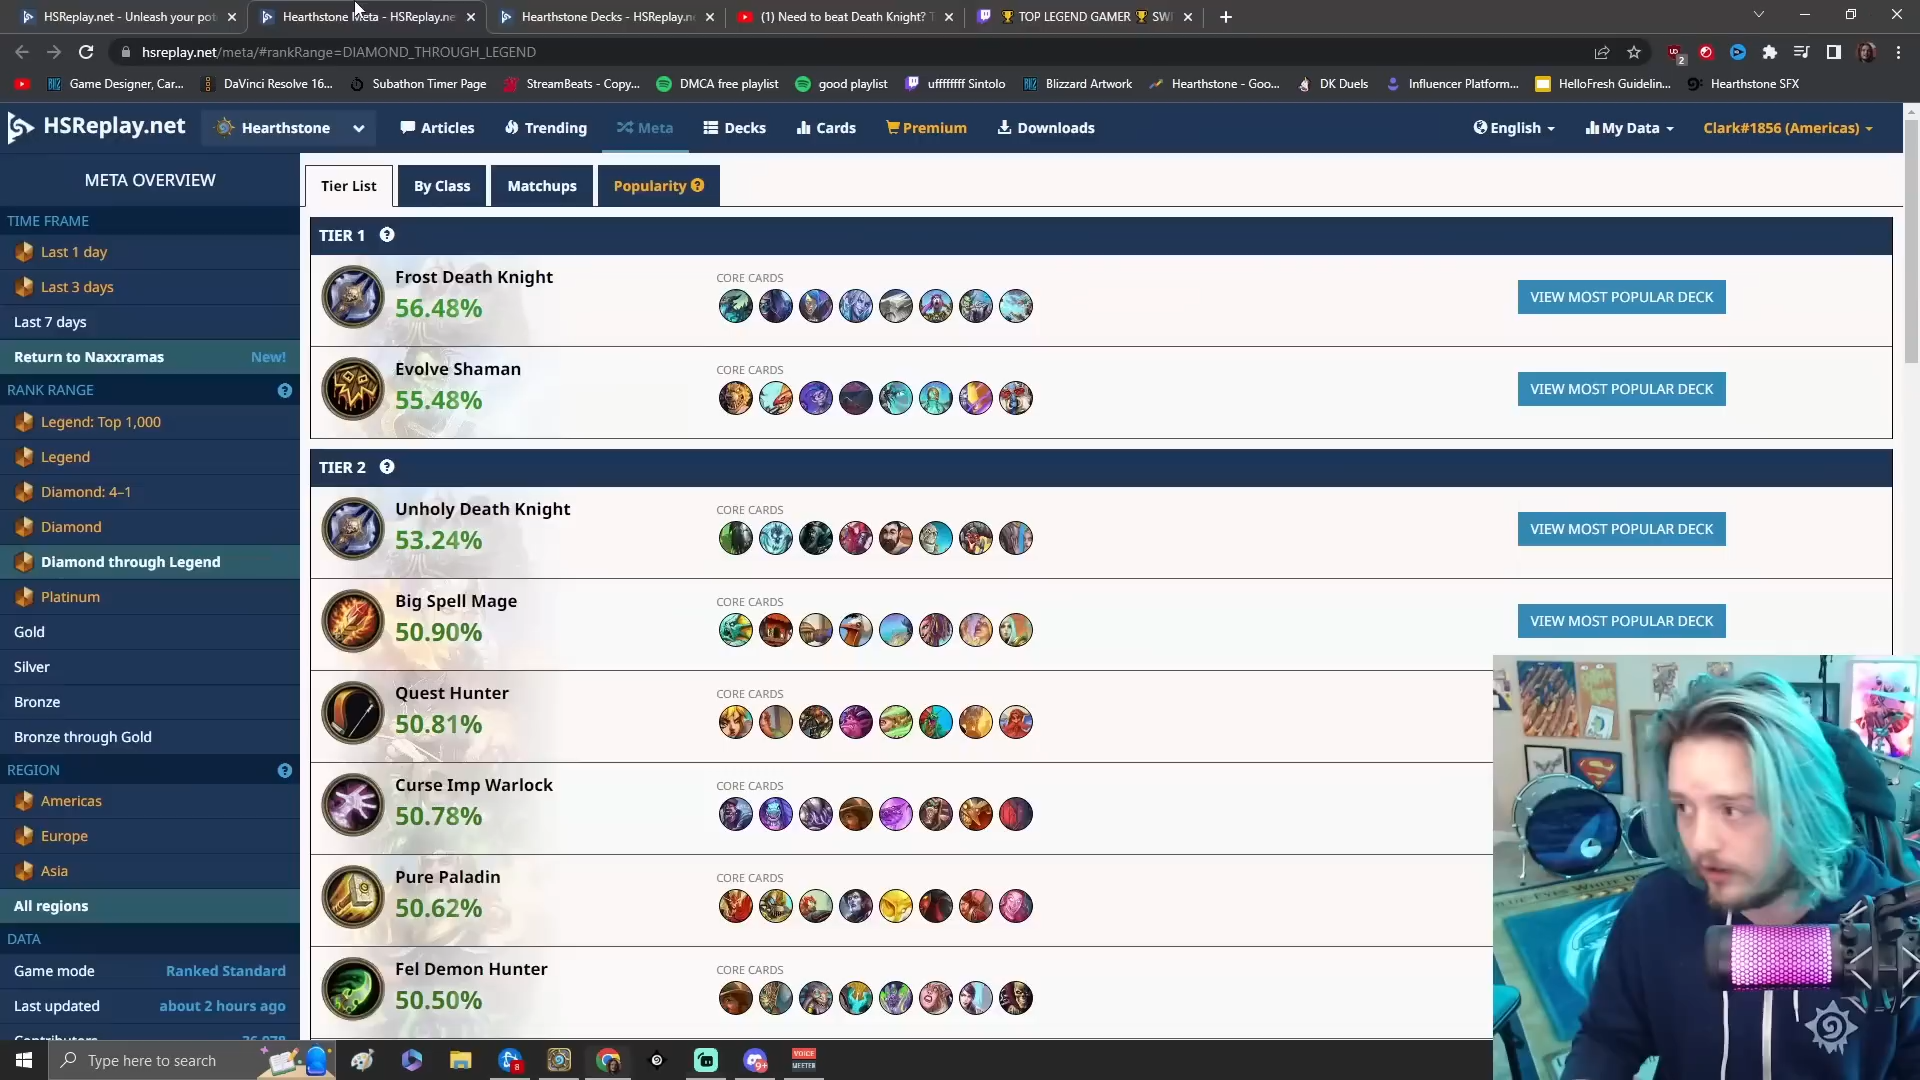 HSReplay.net - Unleash your pot
Hearthstone Meta - HSReplay.ne
Hearthstone Decks - HSReplay.n
(1) Need to beat Death Knight? T
TOP LEGEND GAMER SWI
hsreplay.net/meta/#rankRange=DIAMOND_THROUGH_LEGEND
2
Game Designer, Car...
DaVinci Resolve 16...
Subathon Timer Page
StreamBeats - Copy...
DMCA free playlist
good playlist
uffffffff Sintolo
Blizzard Artwork
Hearthstone - Goo...
DK Duels
Influencer Platform...
HelloFresh Guidelin...
Hearthstone SFX
HSReplay.net
Hearthstone
Articles
Trending
Meta
Decks
Cards
Premium
Downloads
English
My Data
Clark#1856 (Americas)
META OVERVIEW
TIME FRAME
Last 1 day
Last 3 days
Last 7 days
Return to Naxxramas New!
RANK RANGE
Legend: Top 1,000
Legend
Diamond: 4–1
Diamond
Diamond through Legend
Platinum
Gold
Silver
Bronze
Bronze through Gold
REGION
Americas
Europe
Asia
All regions
DATA
Game mode Ranked Standard
Last updated about 2 hours ago
Tier List
By Class
Matchups
Popularity
TIER 1
Frost Death Knight
56.48%
CORE CARDS
VIEW MOST POPULAR DECK
Evolve Shaman
55.48%
CORE CARDS
VIEW MOST POPULAR DECK
TIER 2
Unholy Death Knight
53.24%
CORE CARDS
VIEW MOST POPULAR DECK
Big Spell Mage
50.90%
CORE CARDS
VIEW MOST POPULAR DECK
Quest Hunter
50.81%
CORE CARDS
Curse Imp Warlock
50.78%
CORE CARDS
Pure Paladin
50.62%
CORE CARDS
Fel Demon Hunter
50.50%
CORE CARDS
Type here to search
8
9+
VOICE
MEETER